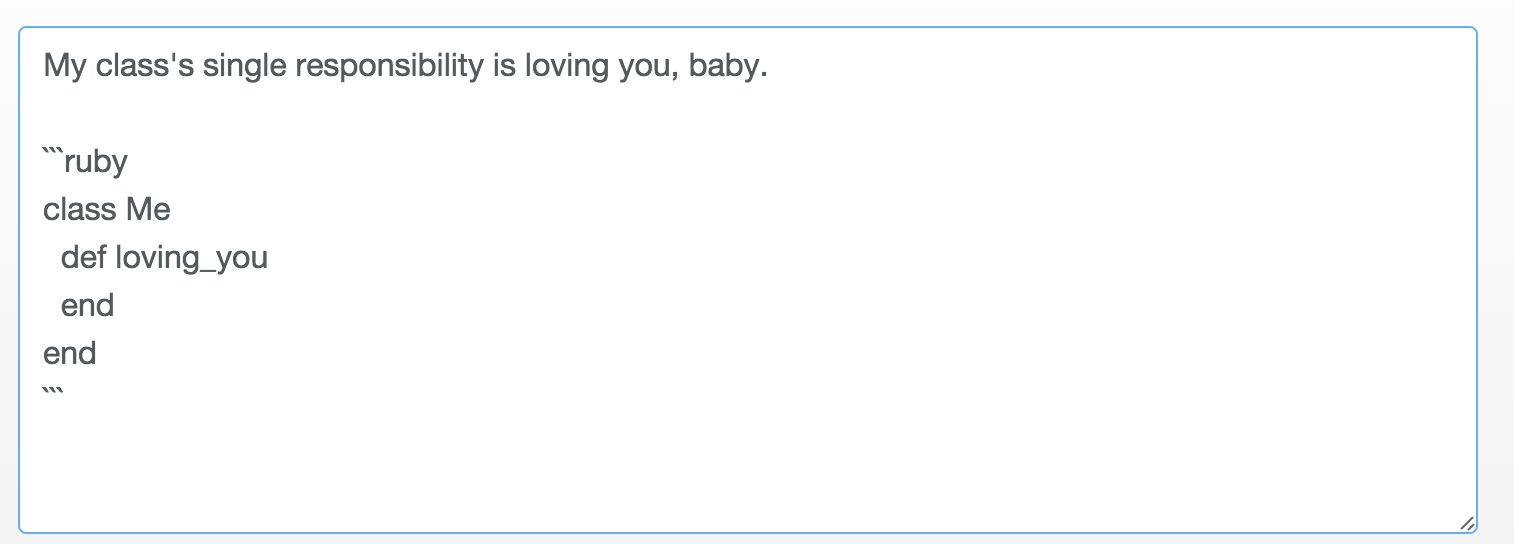 My class's single responsibility is loving you, baby.

```ruby
class Me
  def loving_you
  end
end
```